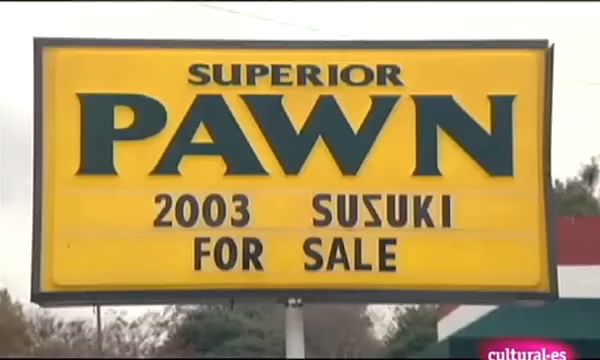 SUPERIOR
PAWN
2003 SUZUKI
FOR SALE
cultural·es